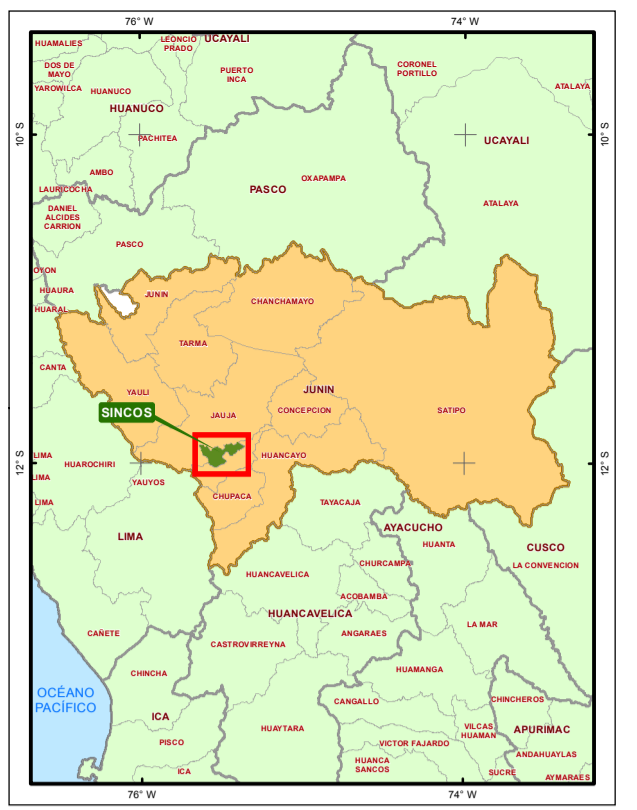 76° W
74° W
HUAMALIES
LEONCIO
PRADO
UCAYALI
DOS DE
MAYO
PUERTO
INCA
CORONEL
PORTILLO
YAROWILCA
HUANUCO
ATALAYA
HUANUCO
10° S
10° S
PACHITEA
UCAYALI
AMBO
LAURICOCHA
PASCO
OXAPAMPA
DANIEL
ALCIDES
CARRION
ATALAYA
PASCO
OYON
HUAURA
JUNIN
CHANCHAMAYO
HUARAL
TARMA
CANTA
YAULI
JUNIN
SINCOS
JAUJA
CONCEPCION
SATIPO
LIMA
HUAROCHIRI
HUANCAYO
12° S
12° S
LIMA
YAUYOS
CHUPACA
LIMA
TAYACAJA
LIMA
AYACUCHO
HUANTA
CUSCO
LA CONVENCION
CHURCAMPA
HUANCAVELICA
ACOBAMBA
HUANCAVELICA
LA MAR
CAÑETE
ANGARAES
CASTROVIRREYNA
CHINCHA
HUAMANGA
OCÉANO
PACÍFICO
CANGALLO
CHINCHEROS
ICA
HUAYTARA
VILCAS
HUAMAN
APURIMAC
PISCO
VICTOR FAJARDO
ANDAHUAYLAS
ICA
HUANCA
SANCOS
SUCRE
AYMARAES
76° W
74° W